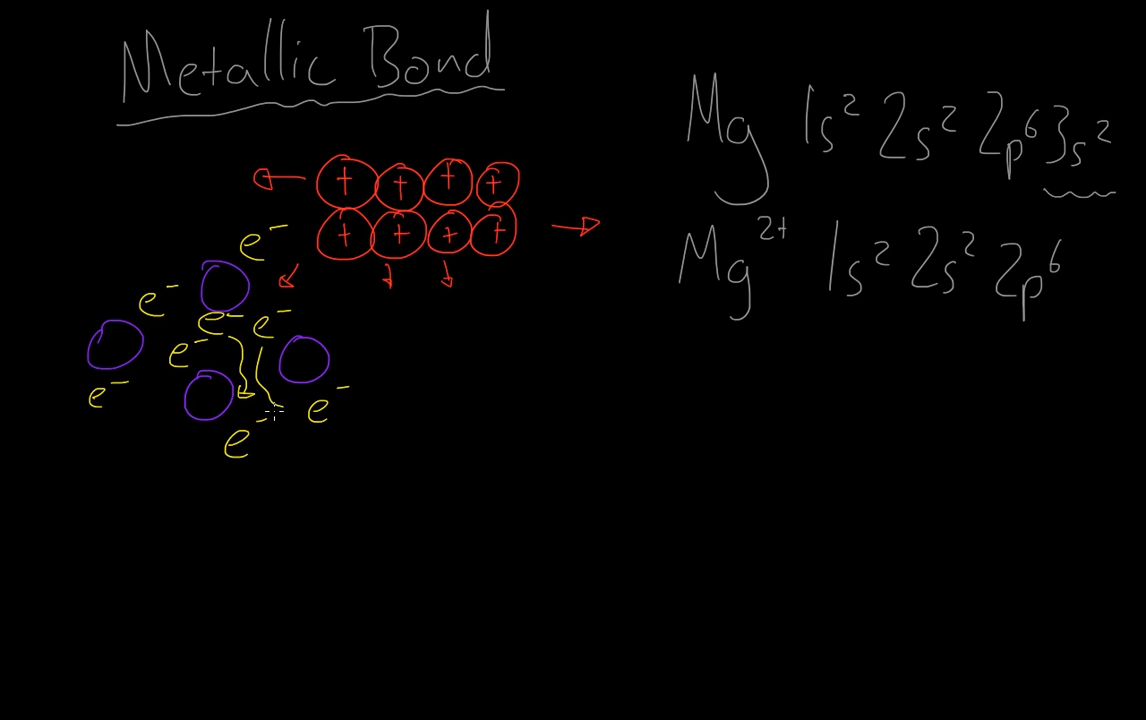 Metallic Bond
Mg 1s² 2s² 2p⁶ 3s²
+ + + +
+ + + +
Mg²⁺ 1s² 2s² 2p⁶
e⁻
e⁻
e⁻ e⁻
e⁻
e⁻ e⁻
e⁻